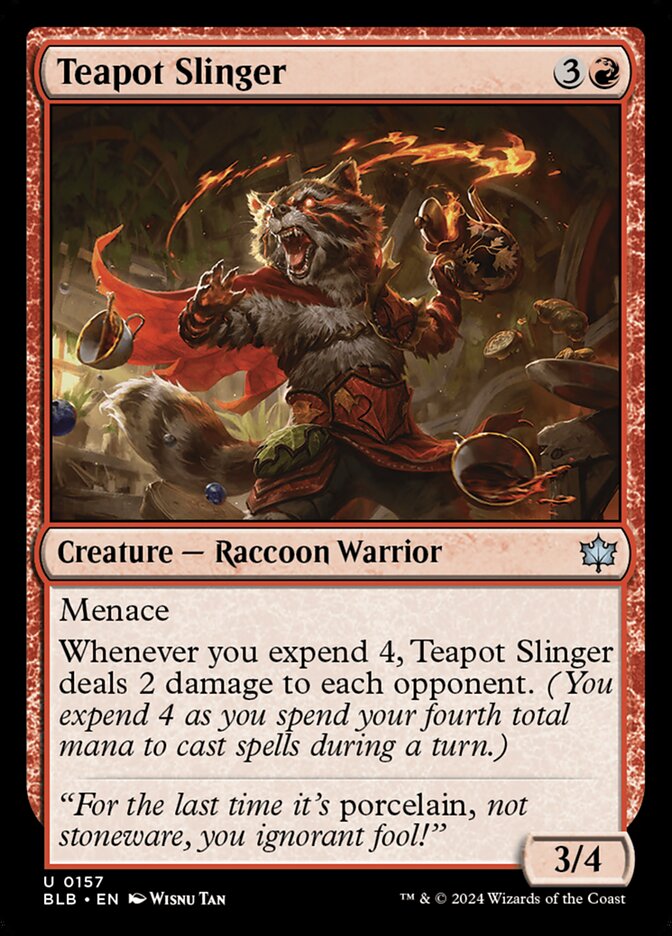 Teapot Slinger 3
Creature — Raccoon Warrior
Menace
Whenever you expend 4, Teapot Slinger
deals 2 damage to each opponent. (You
expend 4 as you spend your fourth total
mana to cast spells during a turn.)
“For the last time it’s porcelain, not
stoneware, you ignorant fool!”
3/4
U 0157
BLB • EN Wisnu Tan
™ & © 2024 Wizards of the Coast